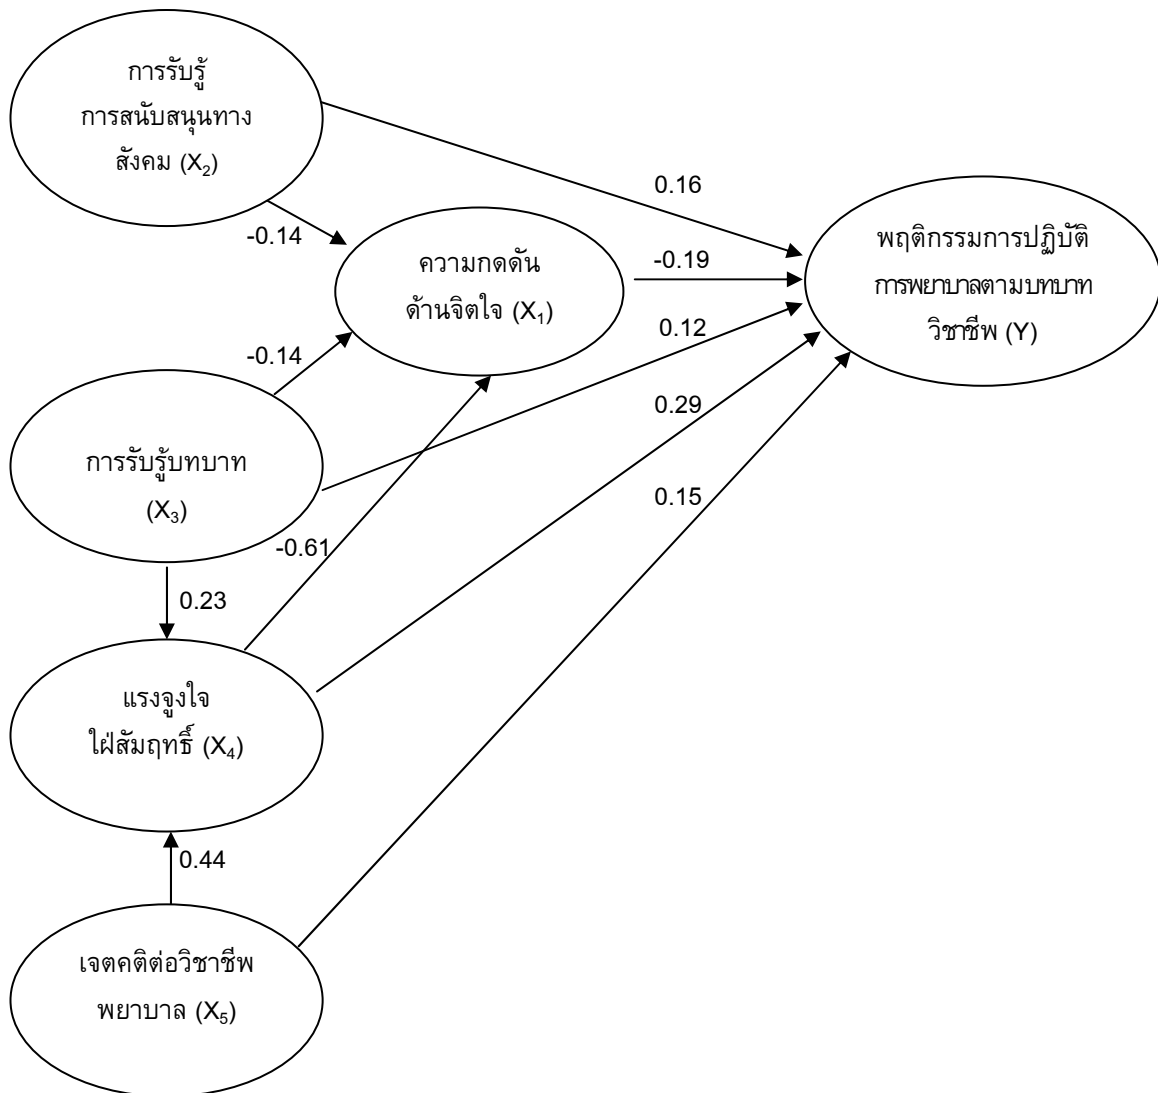 การรับรู้
การสนับสนุนทาง
สังคม (X2)
0.16
-0.14
ความกดดัน
ด้านจิตใจ (X1)
-0.19
พฤติกรรมการปฏิบัติ
การพยาบาลตามบทบาท
วิชาชีพ (Y)
-0.14
0.12
0.29
การรับรู้บทบาท
(X3)
0.15
-0.61
0.23
แรงจูงใจ
ใฝ่สัมฤทธิ์ (X4)
0.44
เจตคติต่อวิชาชีพ
พยาบาล (X5)